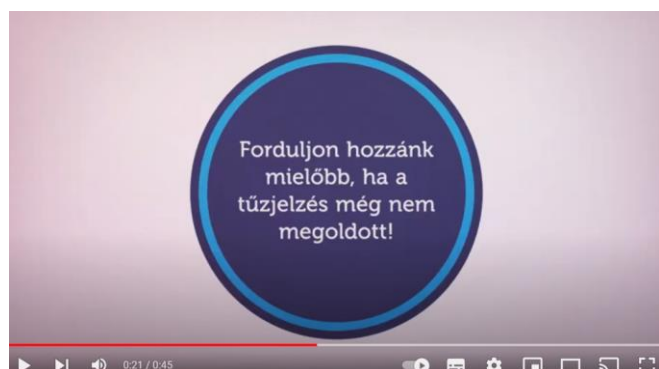 Forduljon hozzánk
mielőbb, ha a
tűzjelzés még nem
megoldott!
0:21 / 0:45